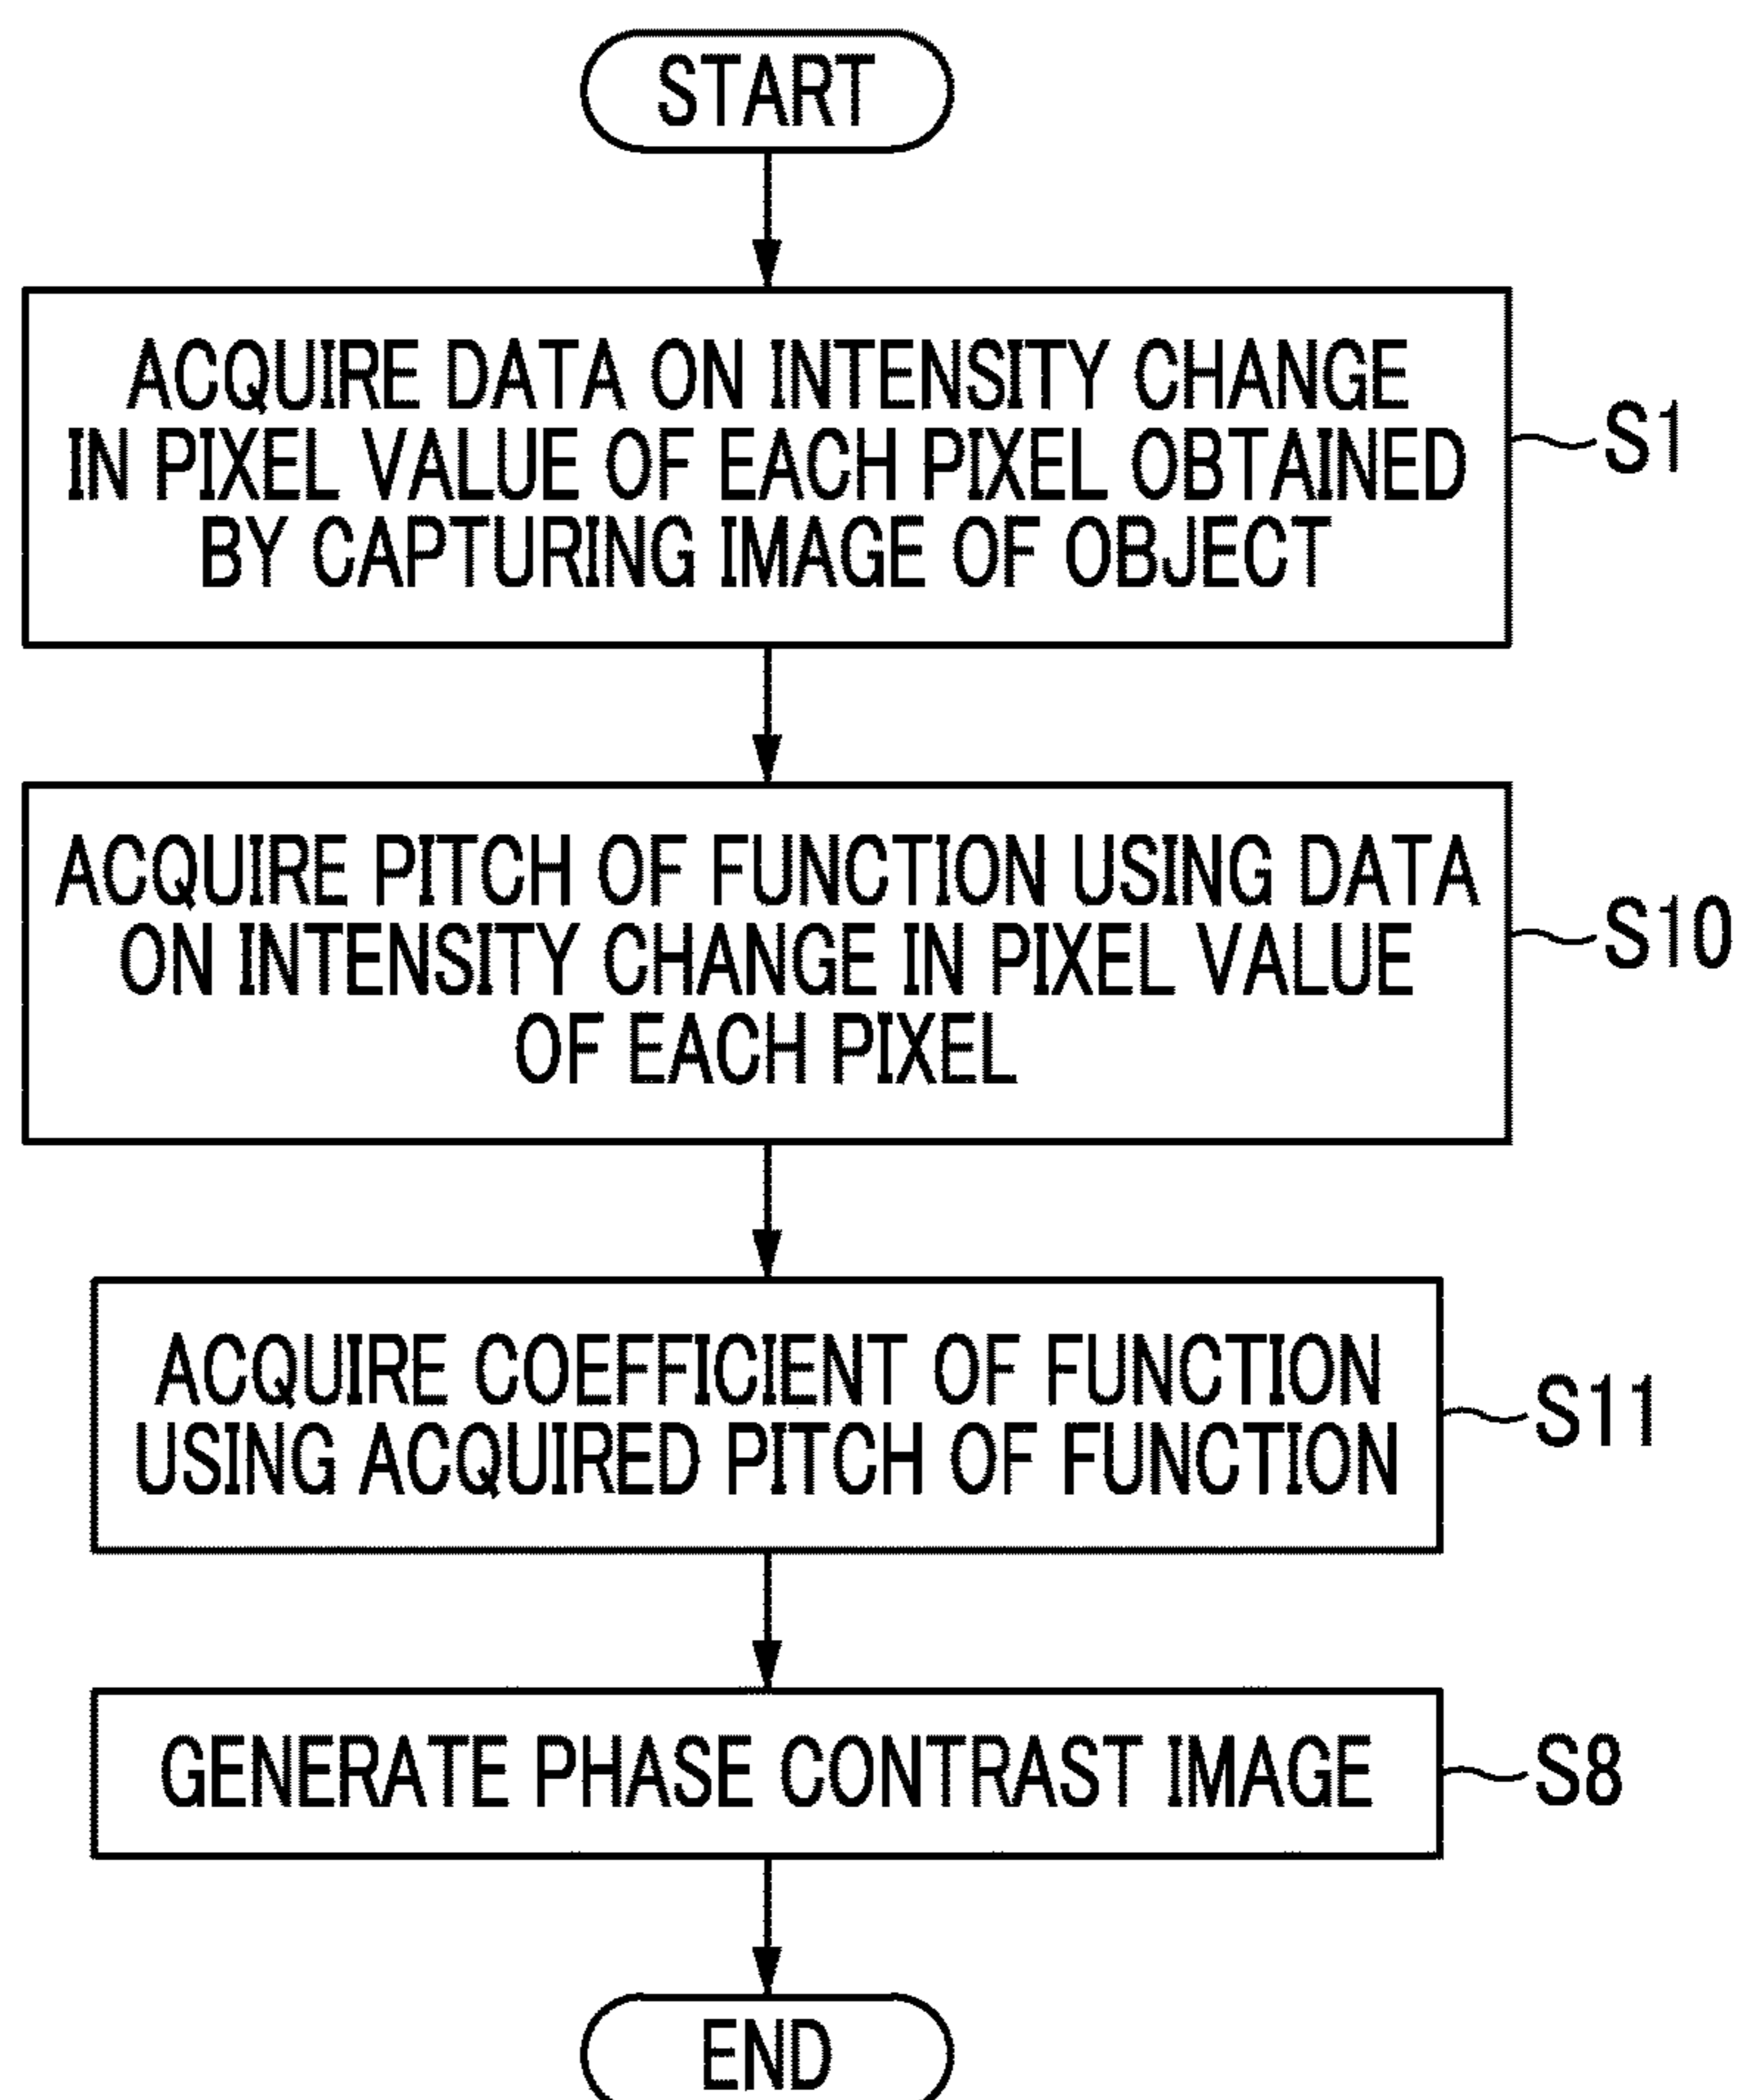 START
ACQUIRE DATA ON INTENSITY CHANGE
IN PIXEL VALUE OF EACH PIXEL OBTAINED
BY CAPTURING IMAGE OF OBJECT
S1
ACQUIRE PITCH OF FUNCTION USING DATA
ON INTENSITY CHANGE IN PIXEL VALUE
OF EACH PIXEL
S10
ACQUIRE COEFFICIENT OF FUNCTION
USING ACQUIRED PITCH OF FUNCTION
S11
GENERATE PHASE CONTRAST IMAGE
S8
END